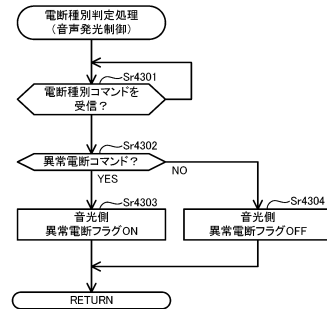 電断種別判定処理
（音声発光制御）
Sr4301
電断種別コマンドを
受信？
Sr4302
異常電断コマンド？
YES
NO
Sr4303
音光側
異常電断フラグON
Sr4304
音光側
異常電断フラグOFF
RETURN